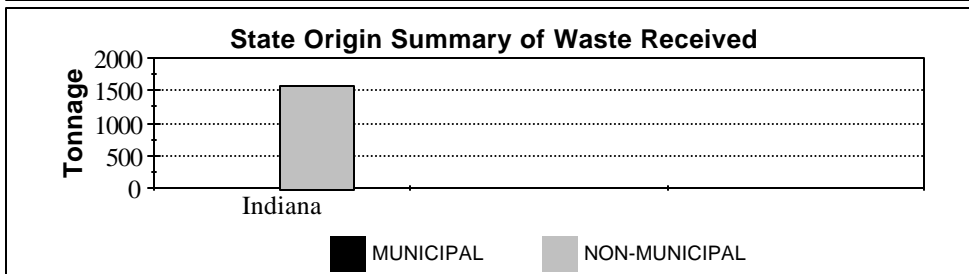 State Origin Summary of Waste Received
Tonnage
2000
1500
1000
500
0
Indiana
MUNICIPAL NON-MUNICIPAL